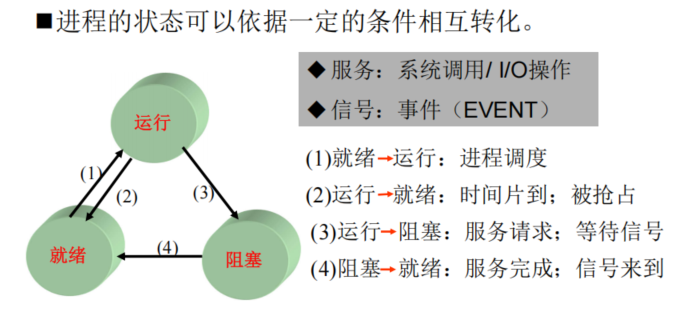 ■进程的状态可以依据一定的条件相互转化。
◆ 服务：系统调用/ I/O操作
◆ 信号：事件（EVENT）
运行
(1)
(2)
(3)
就绪
(4)
阻塞
(1)就绪→运行：进程调度
(2)运行→就绪：时间片到；被抢占
(3)运行→阻塞：服务请求；等待信号
(4)阻塞→就绪：服务完成；信号来到